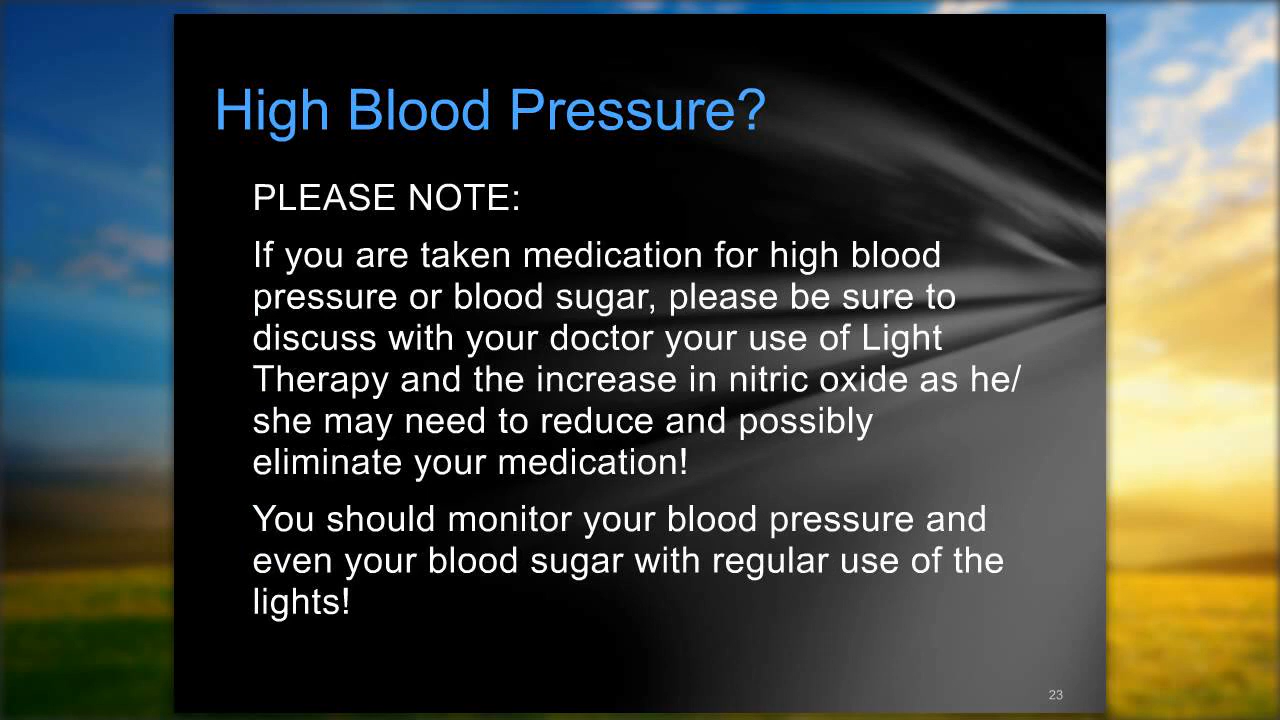 High Blood Pressure?
PLEASE NOTE:
If you are taken medication for high blood
pressure or blood sugar, please be sure to
discuss with your doctor your use of Light
Therapy and the increase in nitric oxide as he/
she may need to reduce and possibly
eliminate your medication!
You should monitor your blood pressure and
even your blood sugar with regular use of the
lights!
23